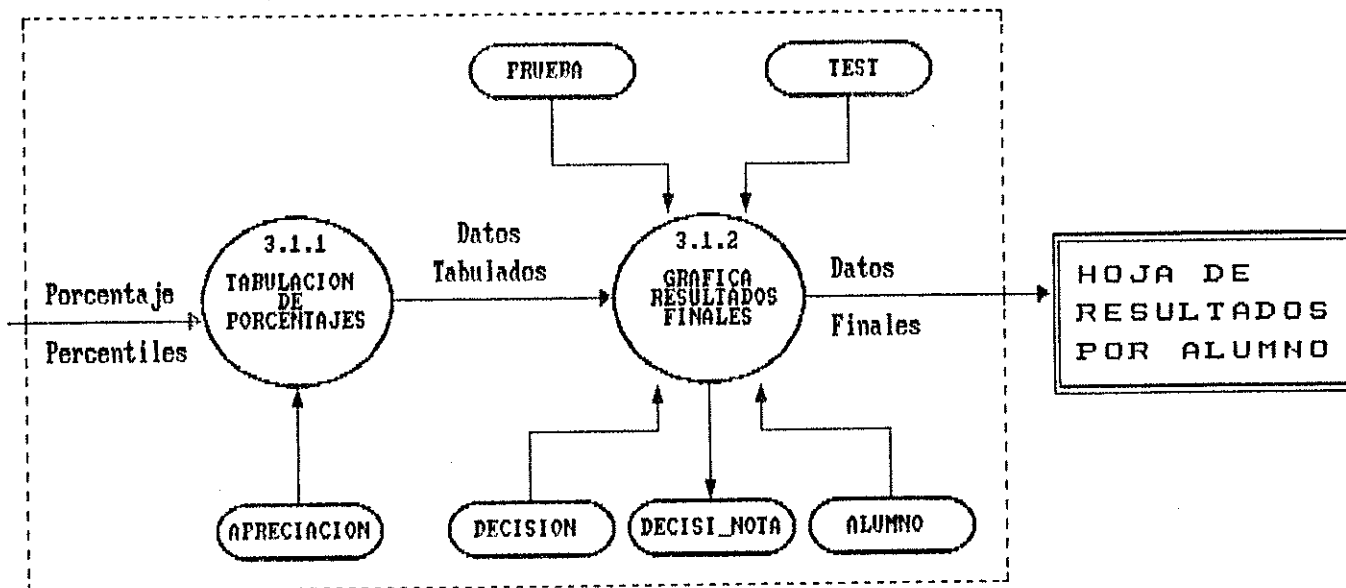 PRUEBA
TEST
Porcentaje
Percentiles
3.1.1
TABULACION
DE
PORCENTAJES
Datos
Tabulados
3.1.2
GRAFICA
RESULTADOS
FINALES
Datos
Finales
HOJA DE
RESULTADOS
POR ALUMNO
APRECIACION
DECISION
DECISI_NOTA
ALUMNO